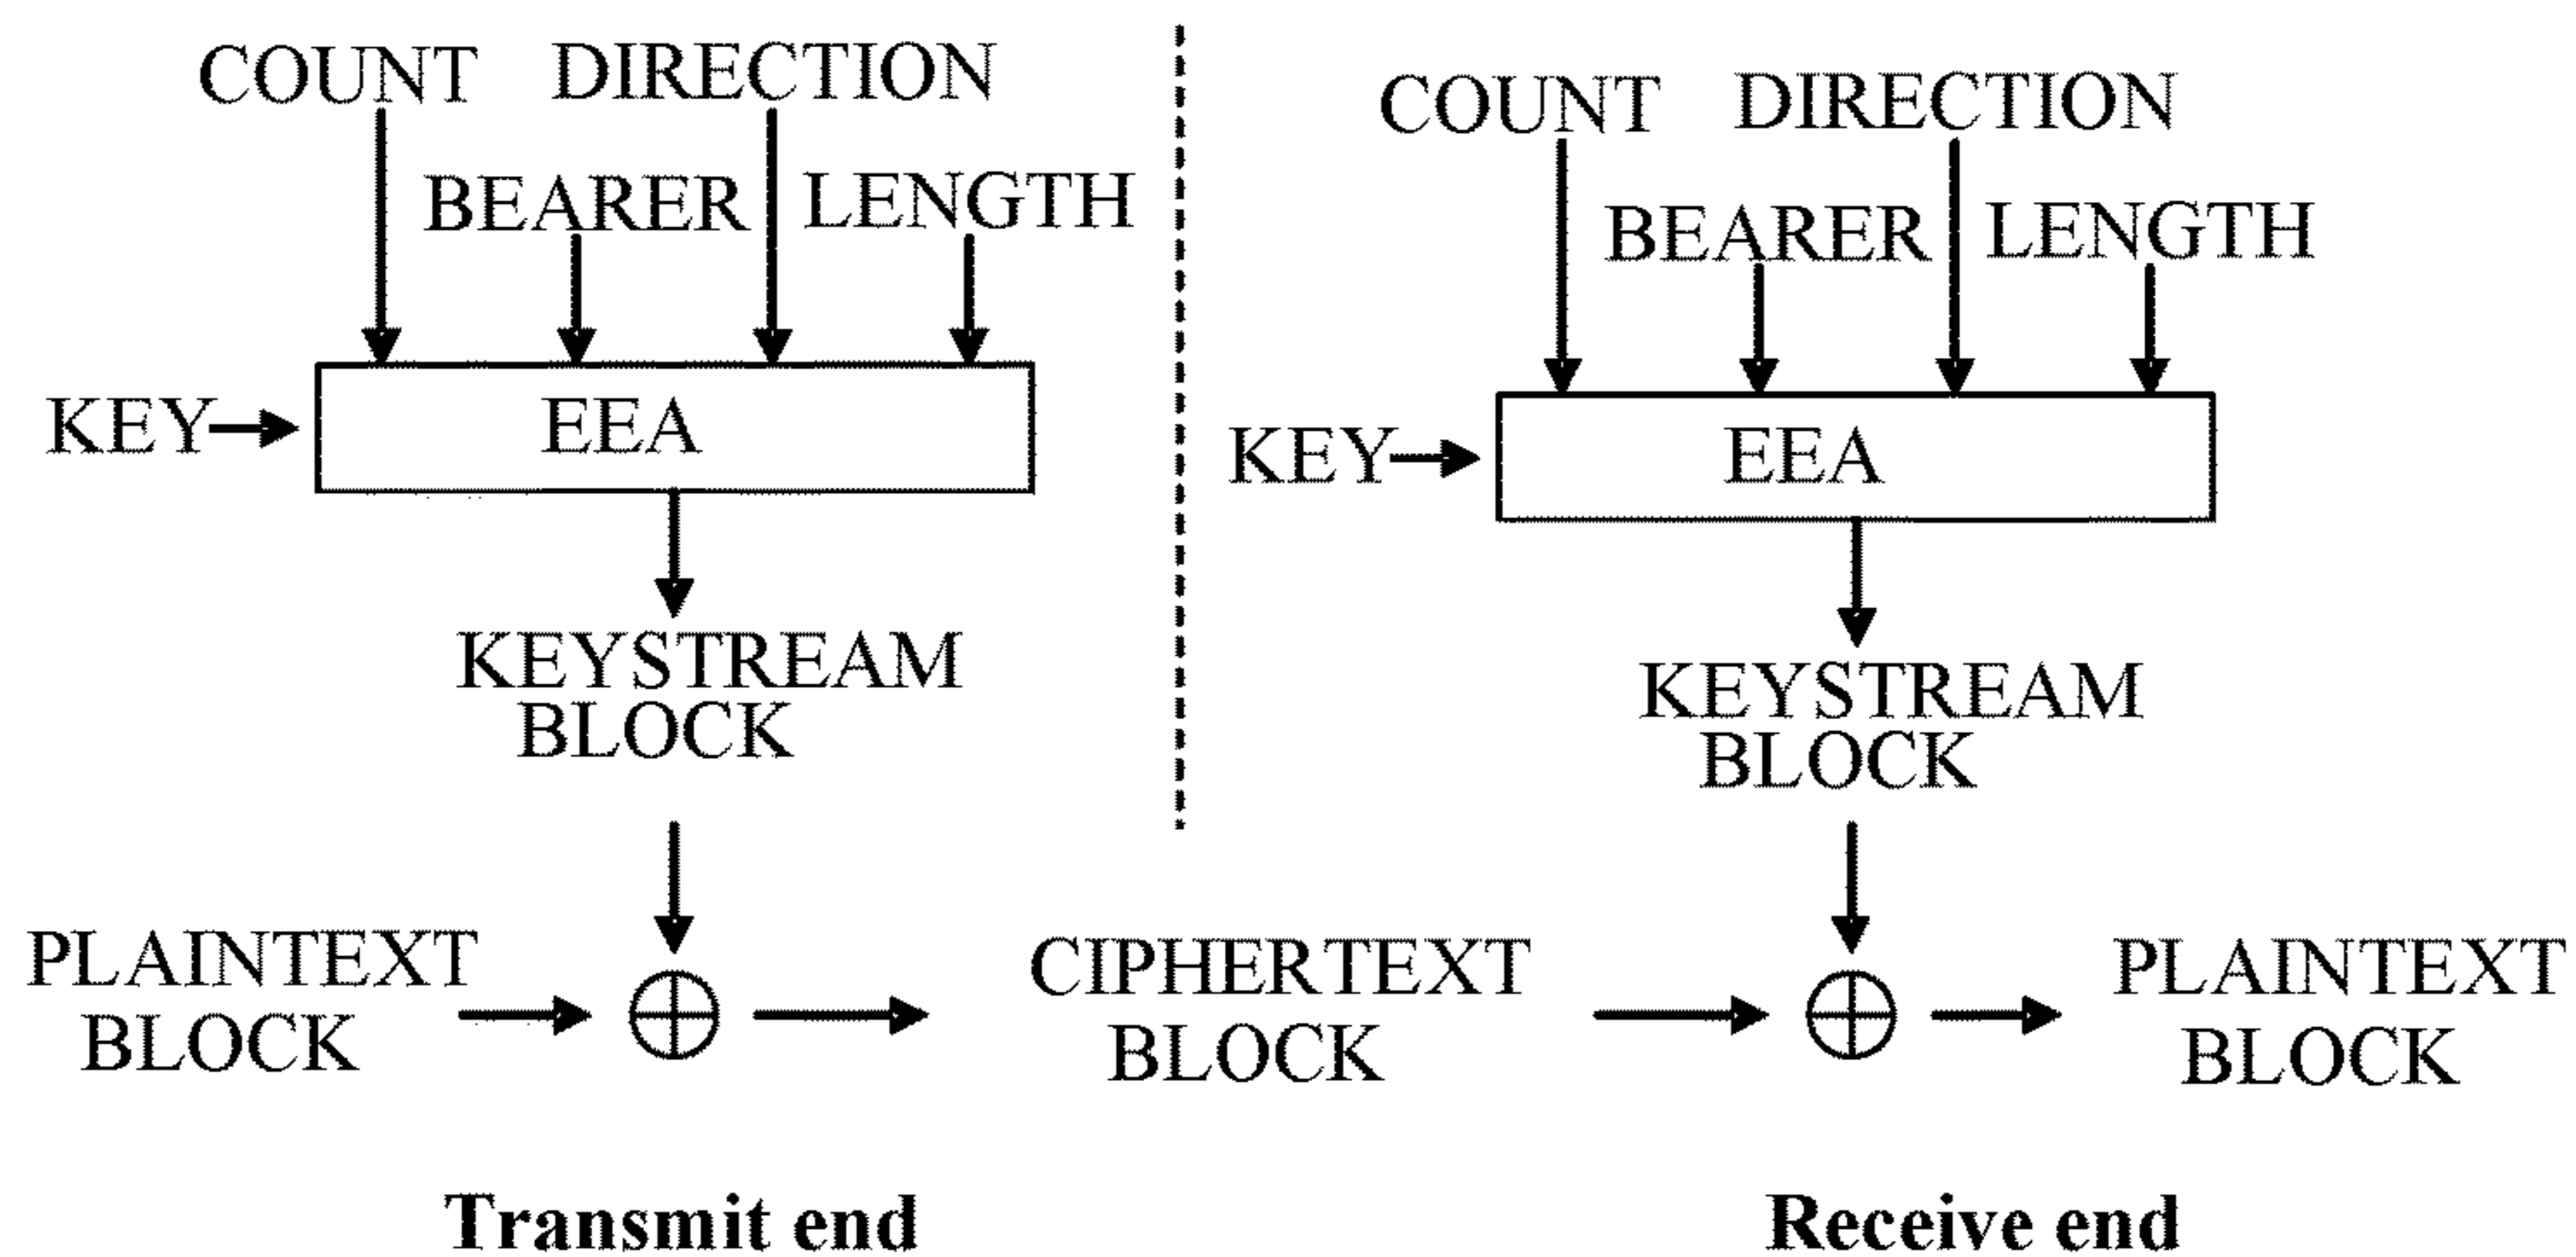 COUNT DIRECTION
BEARER LENGTH
KEY EEA
KEYSTREAM
BLOCK
PLAINTEXT
BLOCK
CIPHERTEXT
BLOCK
Transmit end
COUNT DIRECTION
BEARER LENGTH
KEY EEA
KEYSTREAM
BLOCK
PLAINTEXT
BLOCK
Receive end